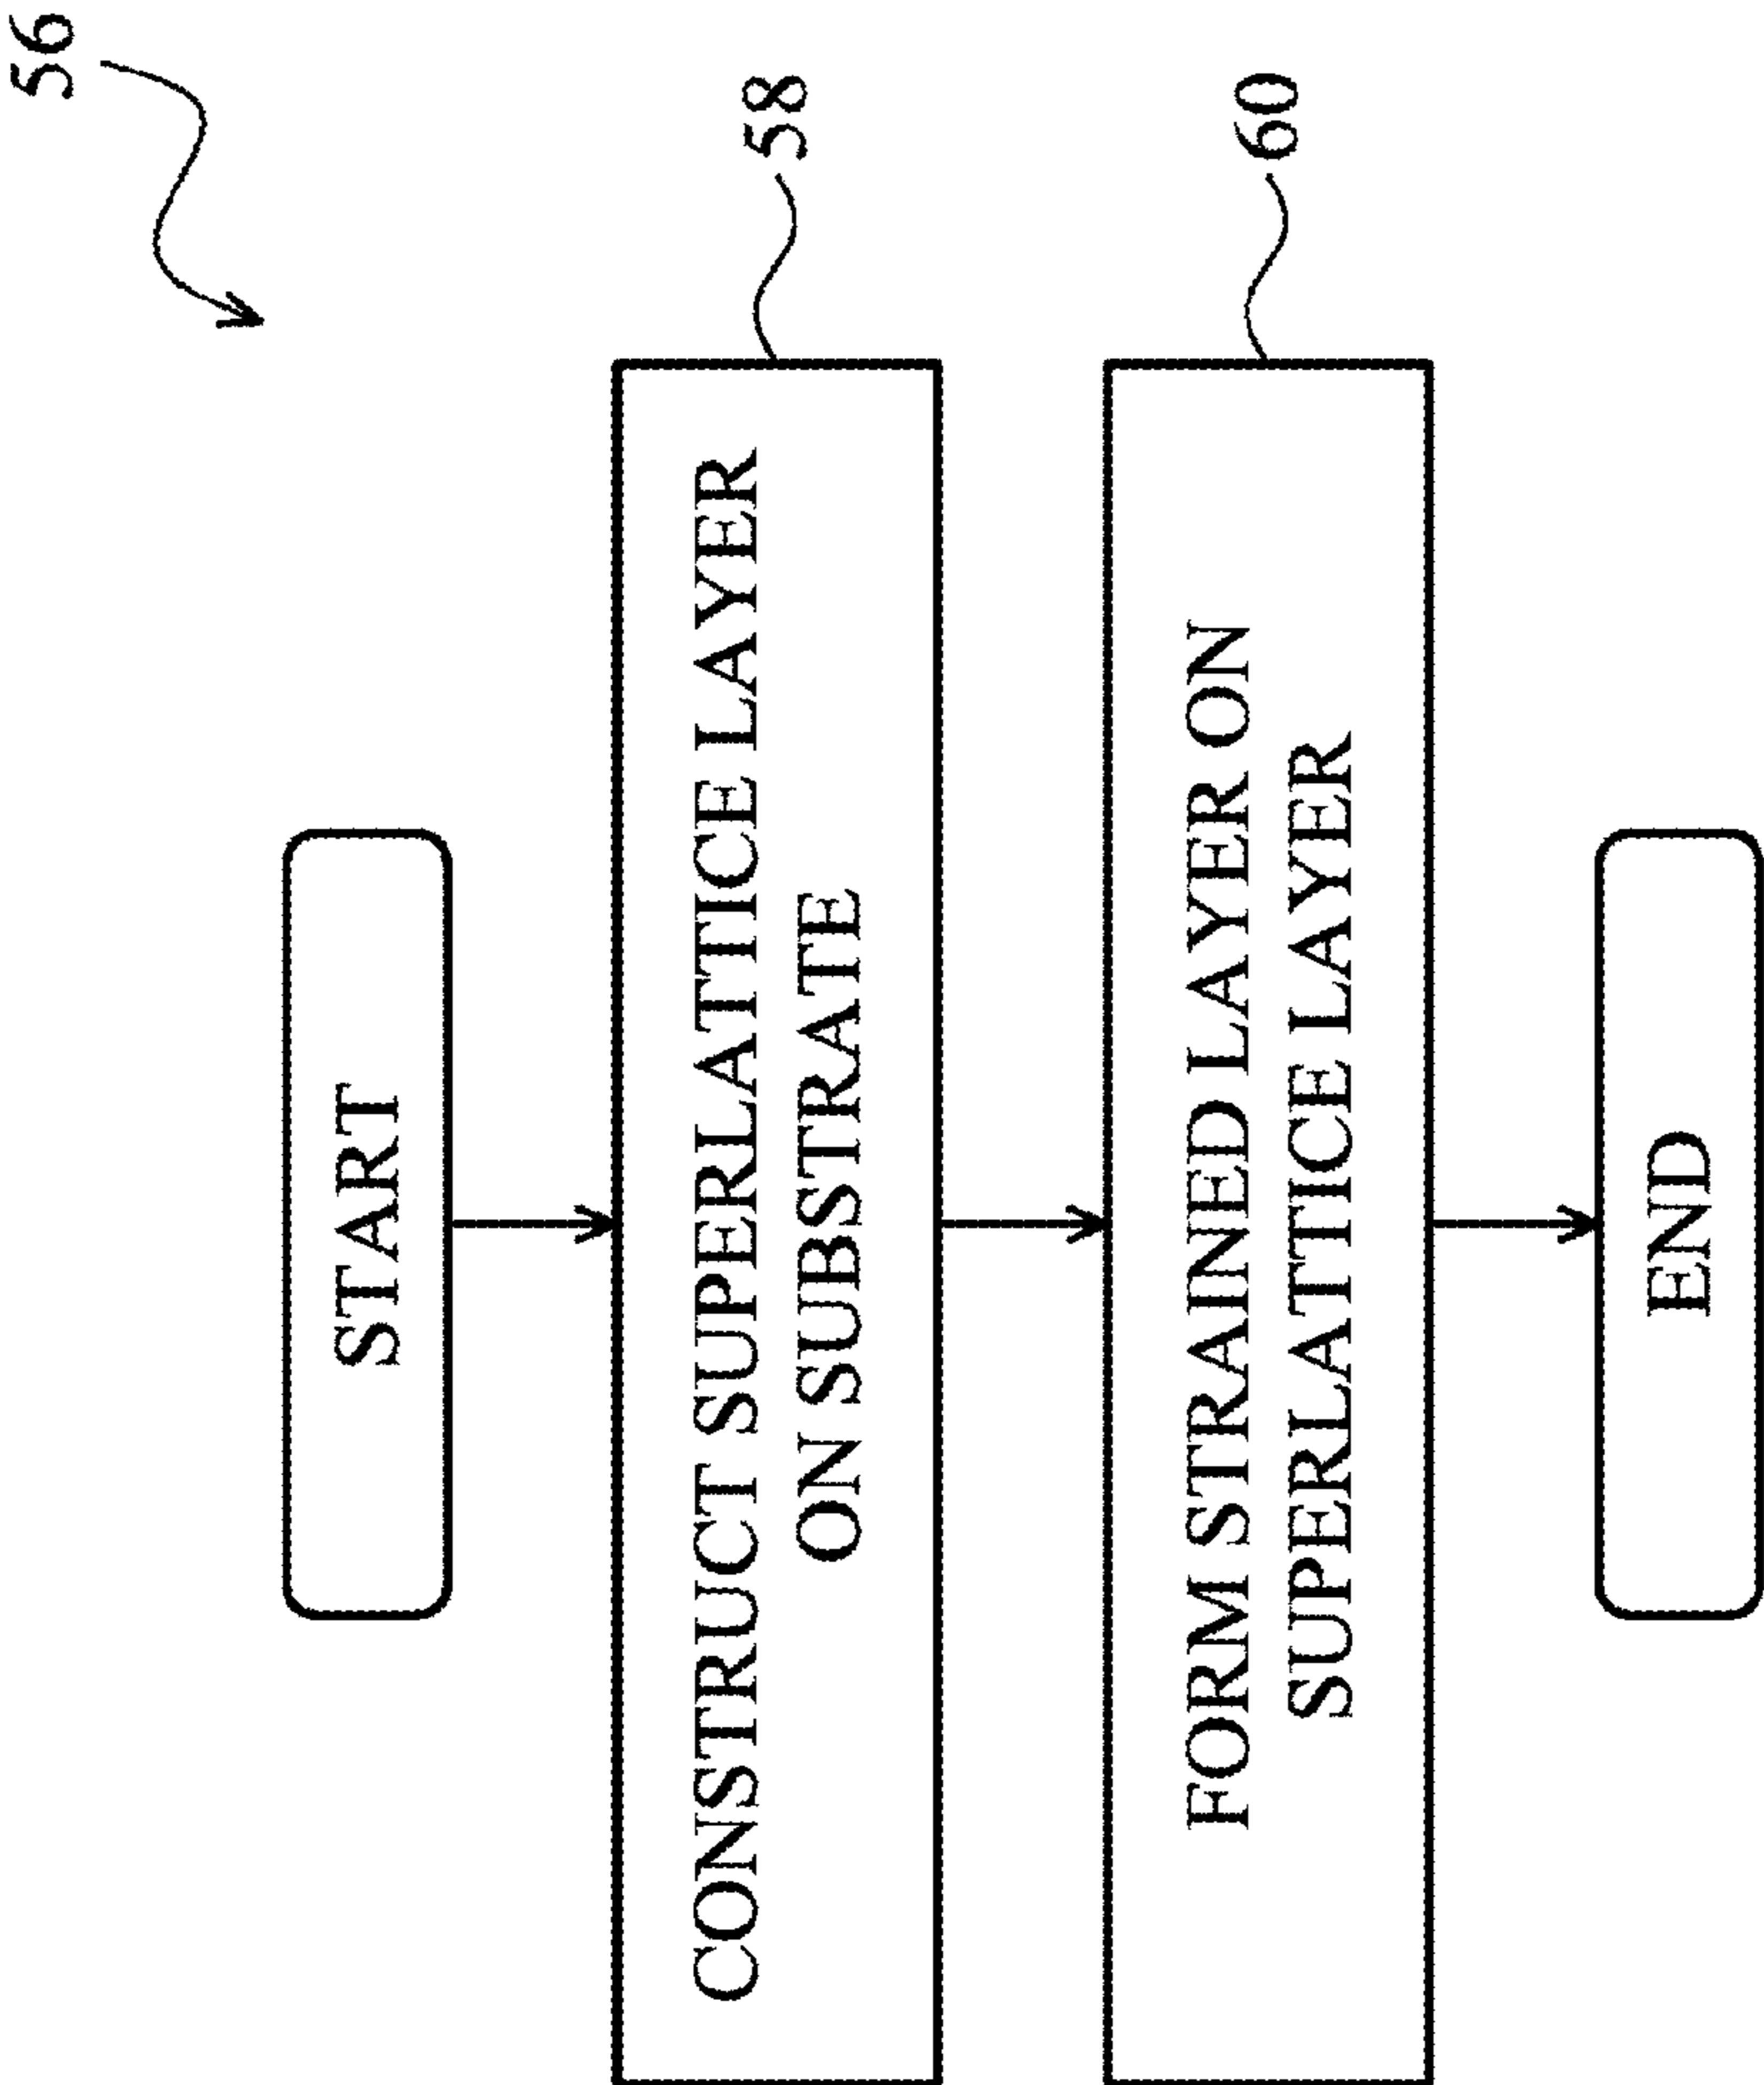 56
START
CONSTRUCT SUPERLATTICE LAYER
ON SUBSTRATE
58
FORM STRAINED LAYER ON
SUPERLATTICE LAYER
60
END